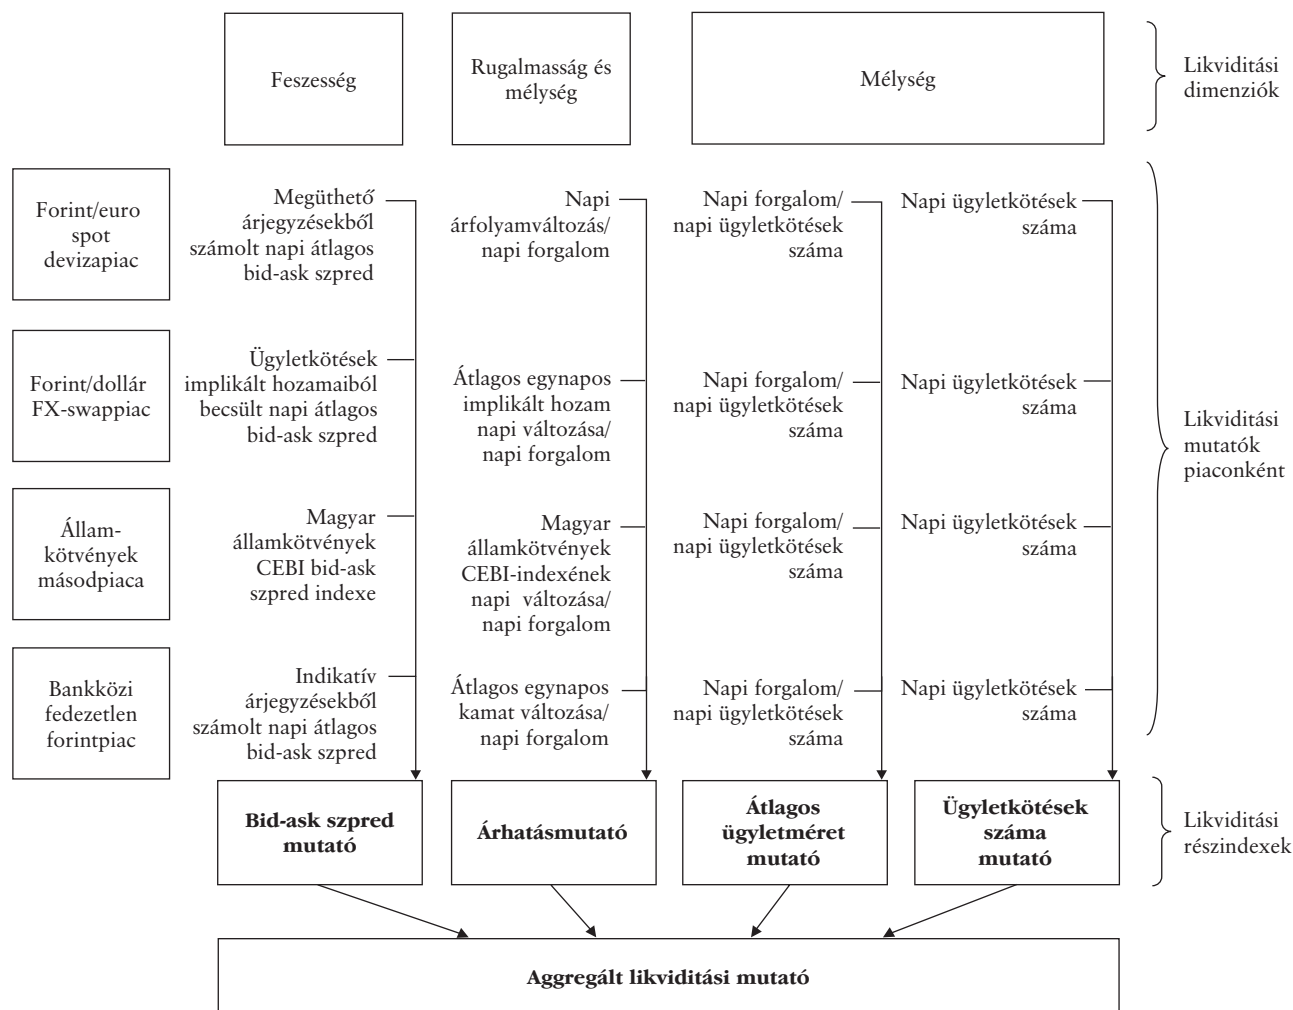 Feszesség
Rugalmasság és
mélység
Mélység
Likviditási
dimenziók
Forint/euro
spot
devizapiac
Megüthető
árjegyzésekből
számolt napi átlagos
bid-ask szpred
Napi
árfolyamváltozás/
napi forgalom
Napi forgalom/
napi ügyletkötések
száma
Napi ügyletkötések
száma
Forint/dollár
FX-swappiac
Ügyletkötések
implikált hozamaiból
becsült napi átlagos
bid-ask szpred
Átlagos egynapos
implikált hozam
napi változása/
napi forgalom
Napi forgalom/
napi ügyletkötések
száma
Napi ügyletkötések
száma
Likviditási
mutatók
piaconként
Állam-
kötvények
másodpiaca
Magyar
államkötvények
CEBI bid-ask
szpred indexe
Magyar
államkötvények
CEBI-indexének
napi változása/
napi forgalom
Napi forgalom/
napi ügyletkötések
száma
Napi ügyletkötések
száma
Bankközi
fedezetlen
forintpiac
Indikatív
árjegyzésekből
számolt napi átlagos
bid-ask szpred
Átlagos egynapos
kamat változása/
napi forgalom
Napi forgalom/
napi ügyletkötések
száma
Napi ügyletkötések
száma
Bid-ask szpred
mutató
Árhatásmutató
Átlagos
ügyletméret
mutató
Ügyletkötések
száma
mutató
Likviditási
részindexek
Aggregált likviditási mutató